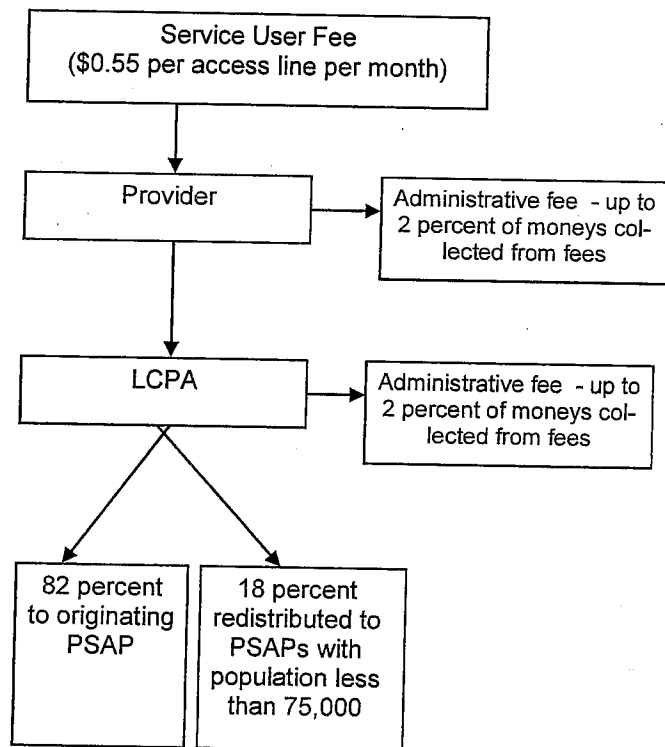 Service User Fee
($0.55 per access line per month)
Provider
Administrative fee - up to
2 percent of moneys col-
lected from fees
LCPA
Administrative fee - up to
2 percent of moneys col-
lected from fees
82 percent
to originating
PSAP
18 percent
redistributed to
PSAPs with
population less
than 75,000